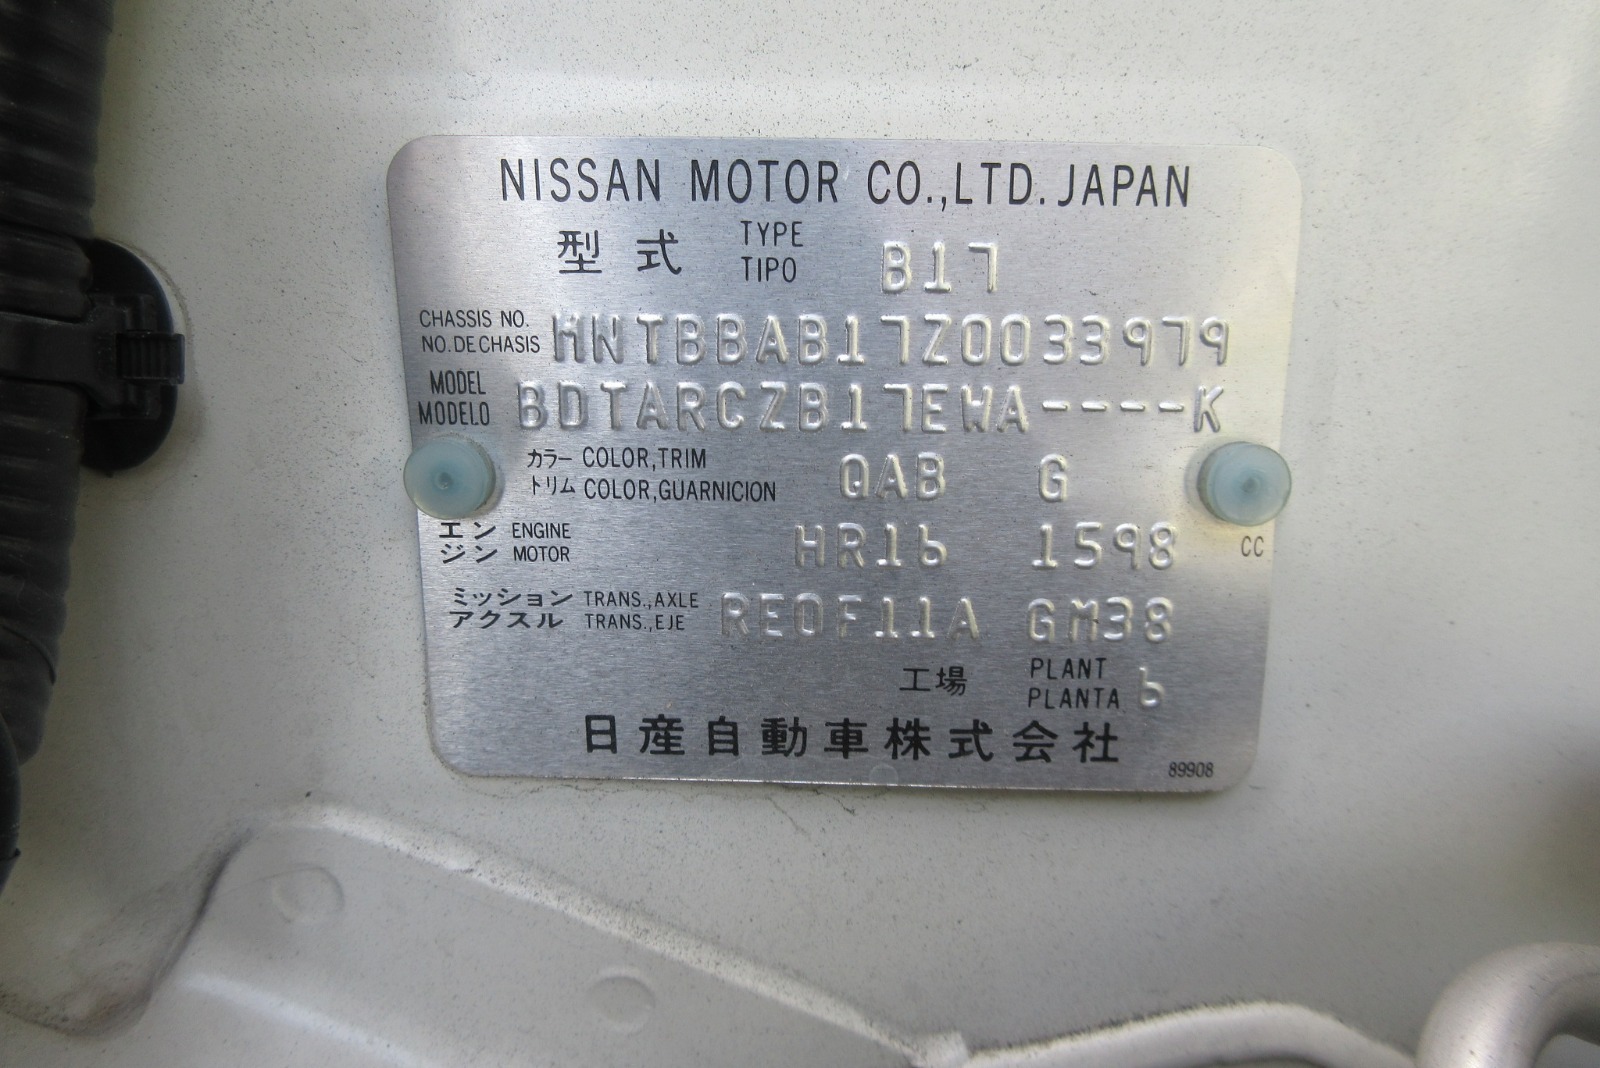 NISSAN MOTOR CO.,LTD. JAPAN
型式 TYPE TIPO B17
CHASSIS NO. NO. DE CHASIS MNTBBAB17Z0033979
MODEL MODELO BDTARCZB17EWA----K
カラー COLOR,TRIM トリム COLOR,GUARNICION QAB G
エンジン ENGINE MOTOR HR16 1598 CC
ミッション TRANS.,AXLE アクスル TRANS.,EJE RE0F11A GM38
工場 PLANT PLANTA 6
日産自動車株式会社
89908